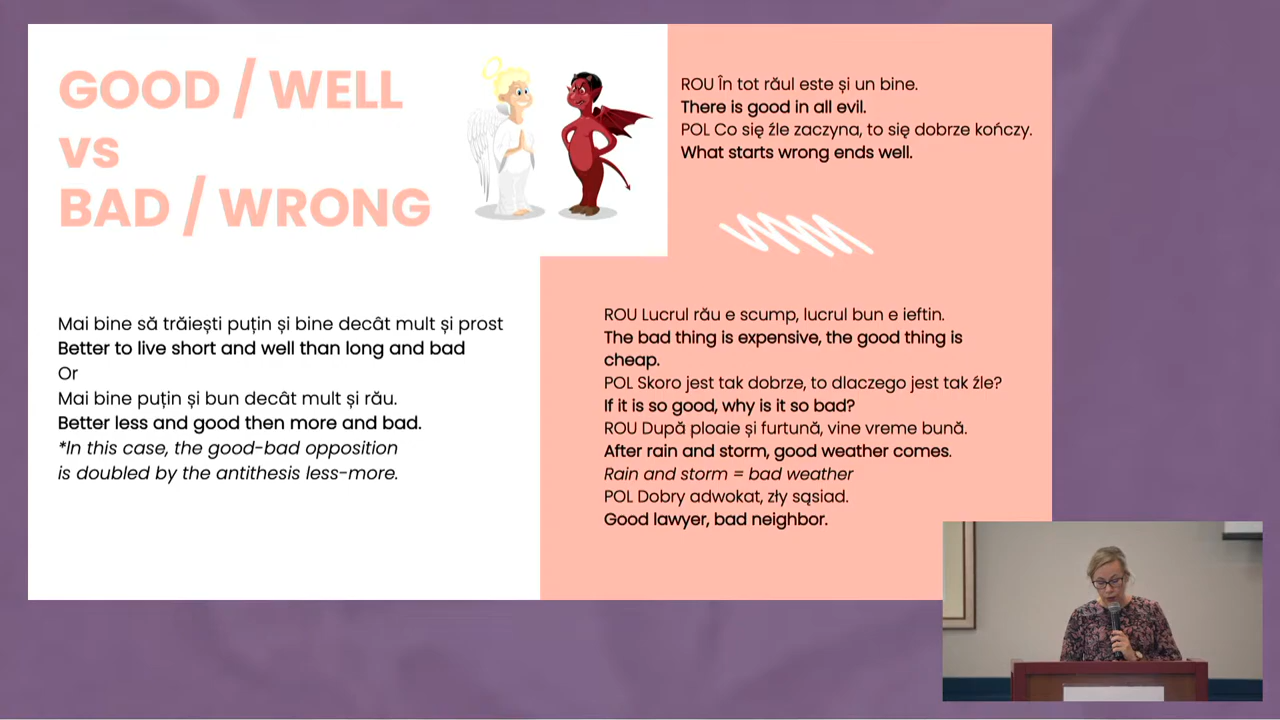 GOOD / WELL
vs
BAD / WRONG
ROU În tot răul este și un bine.
There is good in all evil.
POL Co się źle zaczyna, to się dobrze kończy.
What starts wrong ends well.
Mai bine să trăiești puțin și bine decât mult și prost
Better to live short and well than long and bad
Or
Mai bine puțin și bun decât mult și rău.
Better less and good then more and bad.
*In this case, the good-bad opposition
is doubled by the antithesis less-more.
ROU Lucrul rău e scump, lucrul bun e ieftin.
The bad thing is expensive, the good thing is
cheap.
POL Skoro jest tak dobrze, to dlaczego jest tak źle?
If it is so good, why is it so bad?
ROU După ploaie și furtună, vine vreme bună.
After rain and storm, good weather comes.
Rain and storm = bad weather
POL Dobry adwokat, zły sąsiad.
Good lawyer, bad neighbor.